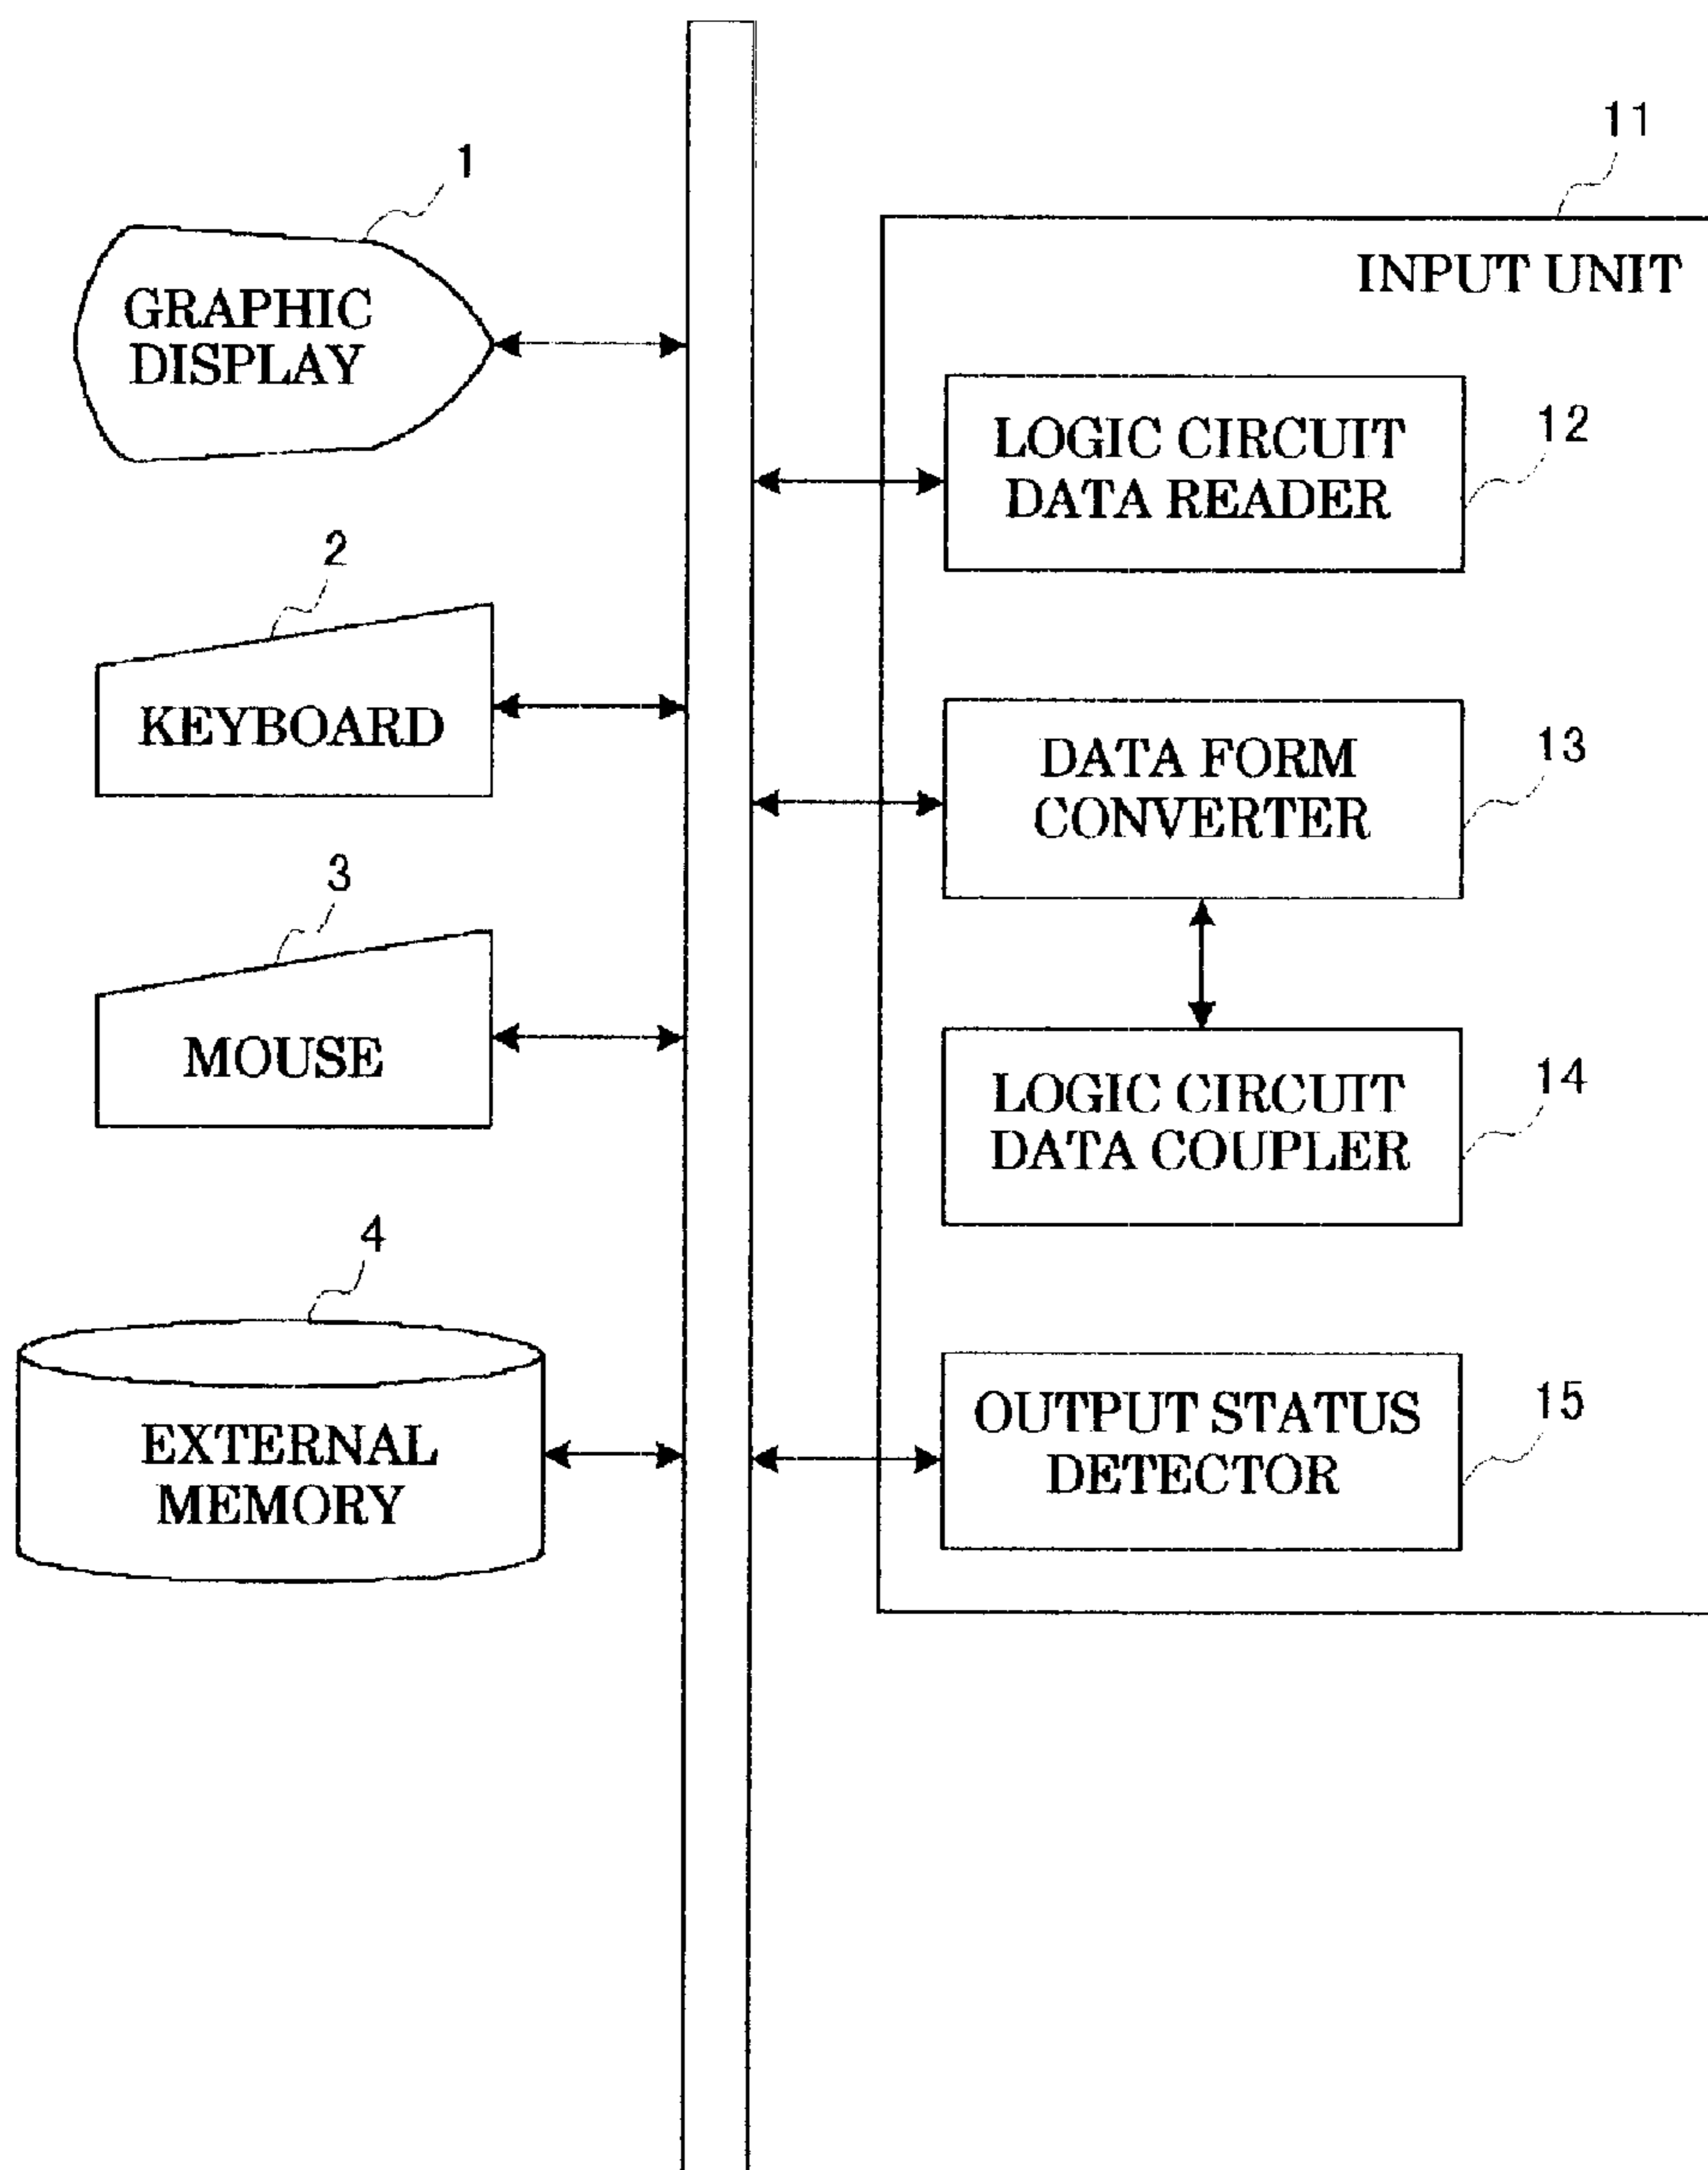 1
GRAPHIC
DISPLAY
2
KEYBOARD
3
MOUSE
4
EXTERNAL
MEMORY
11
INPUT UNIT
12
LOGIC CIRCUIT
DATA READER
13
DATA FORM
CONVERTER
14
LOGIC CIRCUIT
DATA COUPLER
15
OUTPUT STATUS
DETECTOR